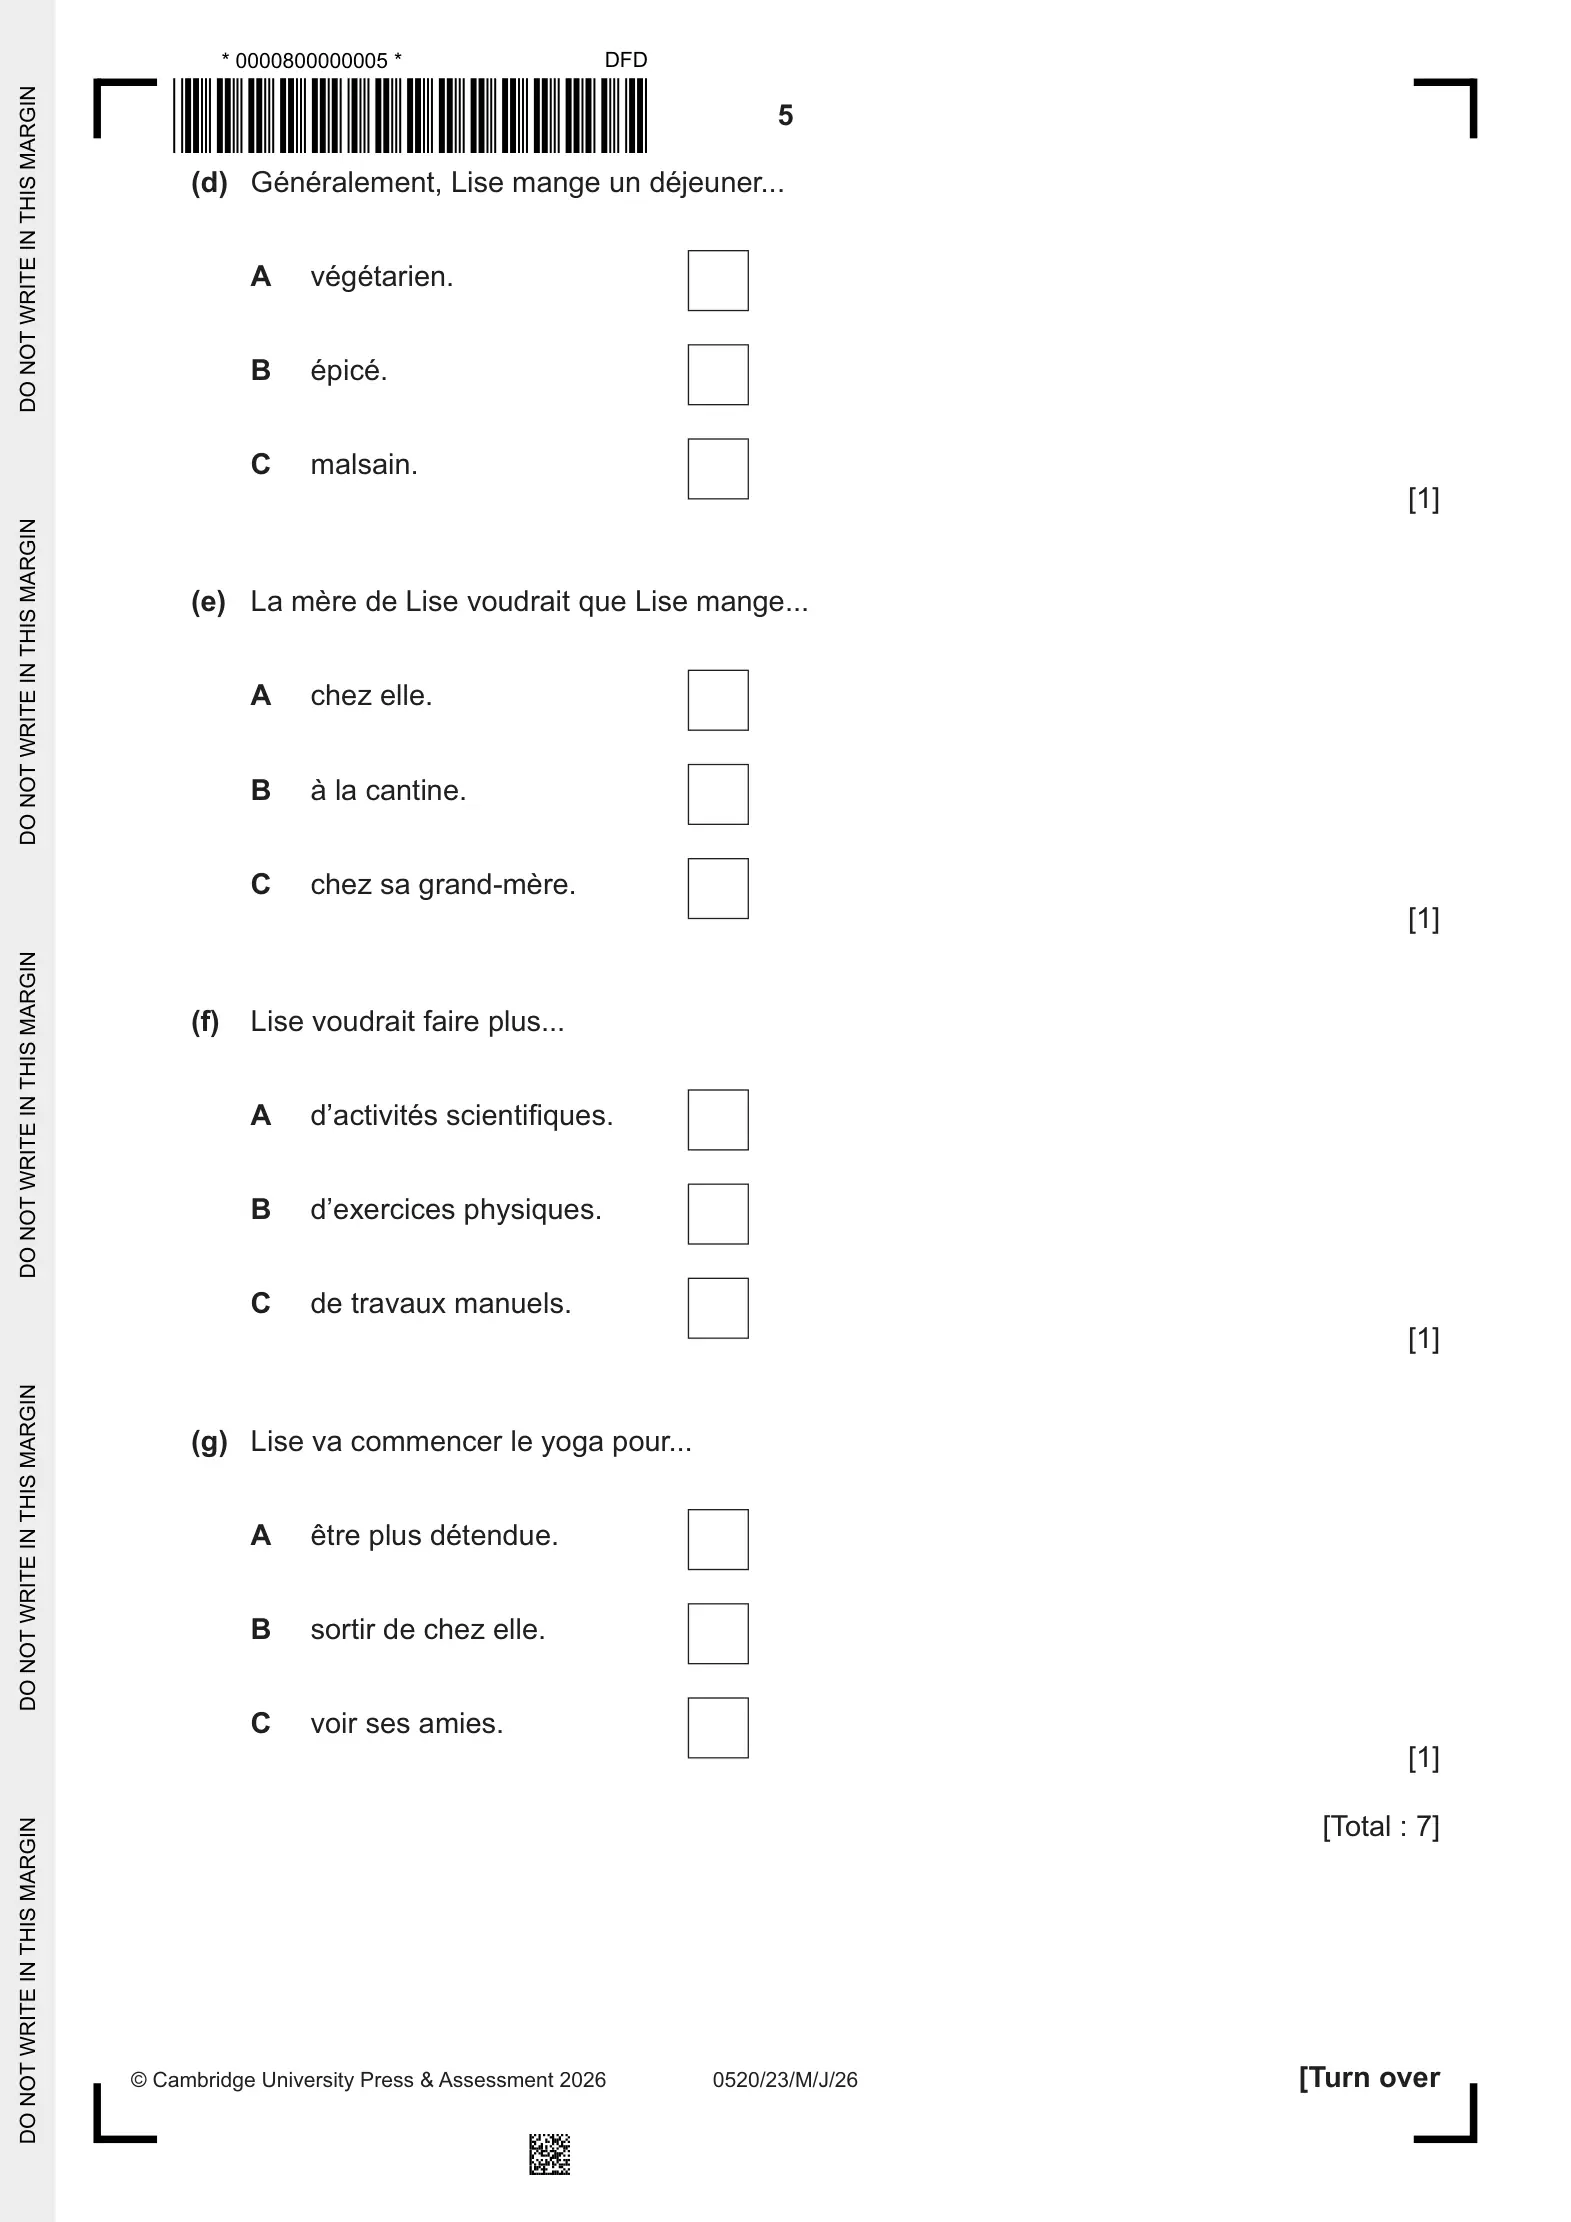 * 0000800000005 *
DFD
5
(d) Généralement, Lise mange un déjeuner...
A végétarien.
B épicé.
C malsain.
[1]
(e) La mère de Lise voudrait que Lise mange...
A chez elle.
B à la cantine.
C chez sa grand-mère.
[1]
(f) Lise voudrait faire plus...
A d’activités scientifiques.
B d’exercices physiques.
C de travaux manuels.
[1]
(g) Lise va commencer le yoga pour...
A être plus détendue.
B sortir de chez elle.
C voir ses amies.
[1]
[Total : 7]
© Cambridge University Press & Assessment 2026
0520/23/M/J/26
[Turn over
DO NOT WRITE IN THIS MARGIN
DO NOT WRITE IN THIS MARGIN
DO NOT WRITE IN THIS MARGIN
DO NOT WRITE IN THIS MARGIN
DO NOT WRITE IN THIS MARGIN